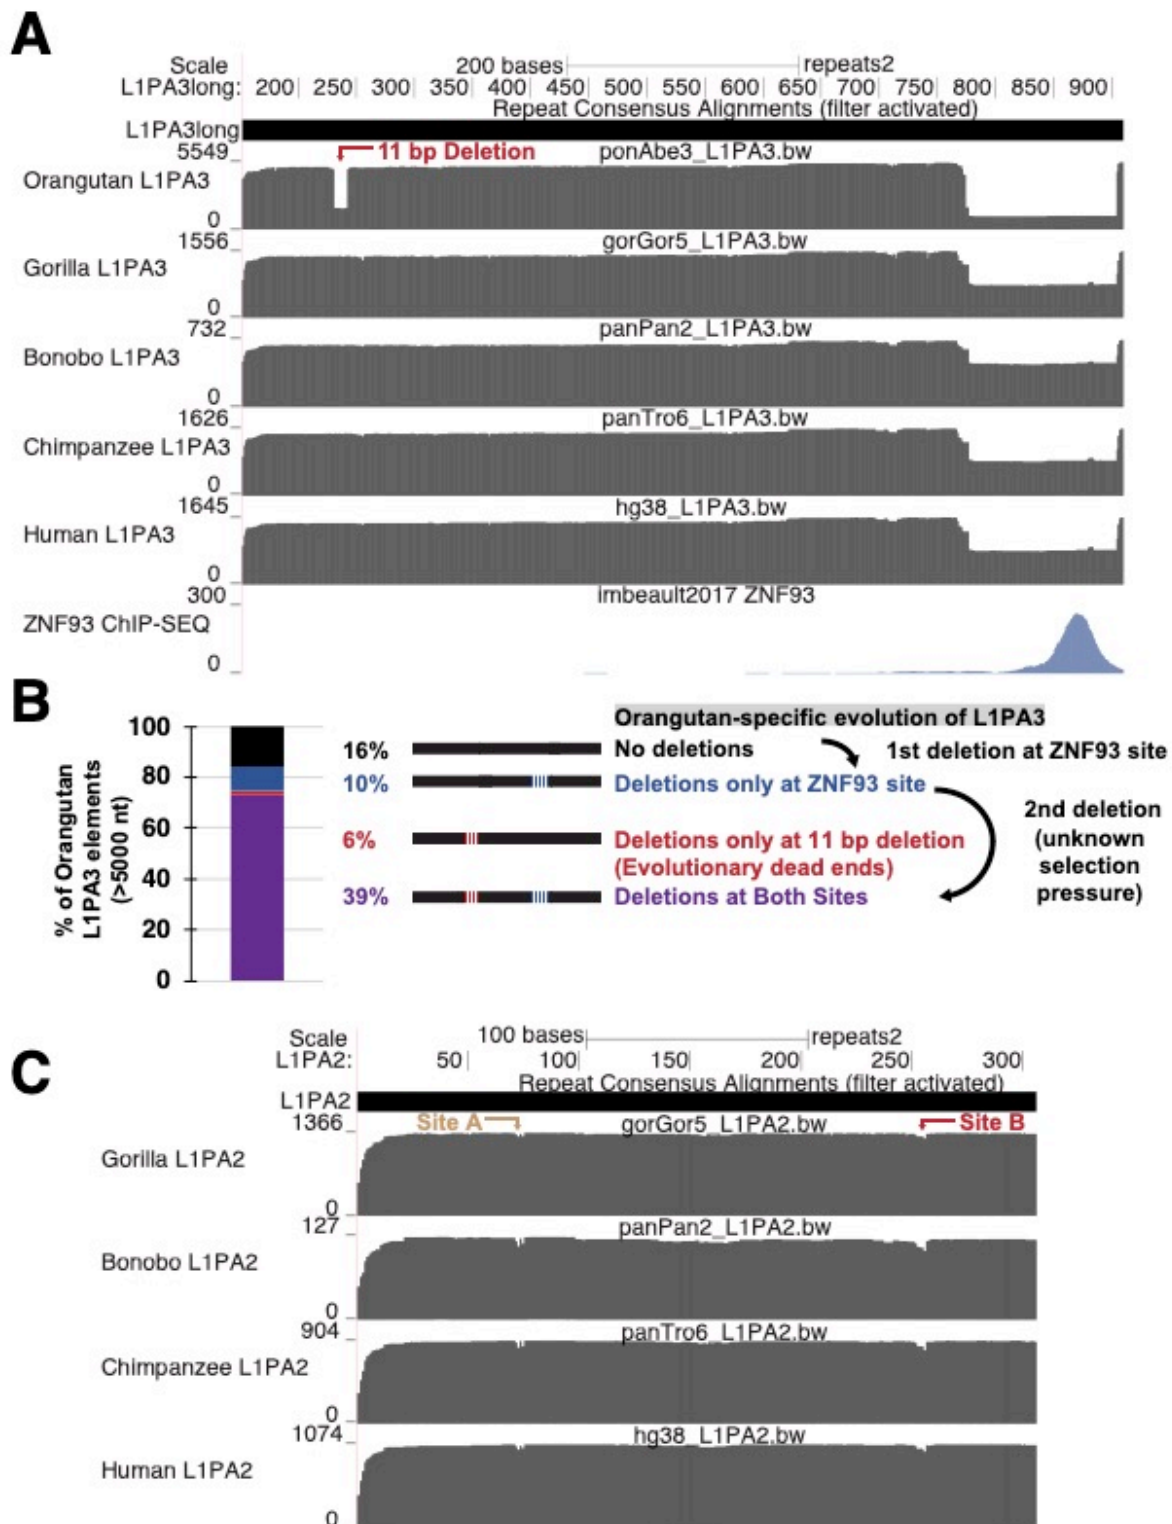 A
Scale 200 bases repeats2
L1PA3long: 200 250 300 350 400 450 500 550 600 650 700 750 800 850 900
Repeat Consensus Alignments (filter activated)
L1PA3long
5549 11 bp Deletion ponAbe3_L1PA3.bw
Orangutan L1PA3
0
1556 gorGor5_L1PA3.bw
Gorilla L1PA3
0
732 panPan2_L1PA3.bw
Bonobo L1PA3
0
1626 panTro6_L1PA3.bw
Chimpanzee L1PA3
0
1645 hg38_L1PA3.bw
Human L1PA3
0
300 imbeault2017 ZNF93
ZNF93 ChIP-SEQ
0
B
% of Orangutan
L1PA3 elements
(>5000 nt)
100
80
60
40
20
0
Orangutan-specific evolution of L1PA3
16% No deletions 1st deletion at ZNF93 site
10% Deletions only at ZNF93 site
6% Deletions only at 11 bp deletion
(Evolutionary dead ends)
39% Deletions at Both Sites
2nd deletion
(unknown
selection
pressure)
C
Scale 100 bases repeats2
L1PA2: 50 100 150 200 250 300
Repeat Consensus Alignments (filter activated)
L1PA2
1366 Site A gorGor5_L1PA2.bw Site B
Gorilla L1PA2
0
127 panPan2_L1PA2.bw
Bonobo L1PA2
0
904 panTro6_L1PA2.bw
Chimpanzee L1PA2
0
1074 hg38_L1PA2.bw
Human L1PA2
0